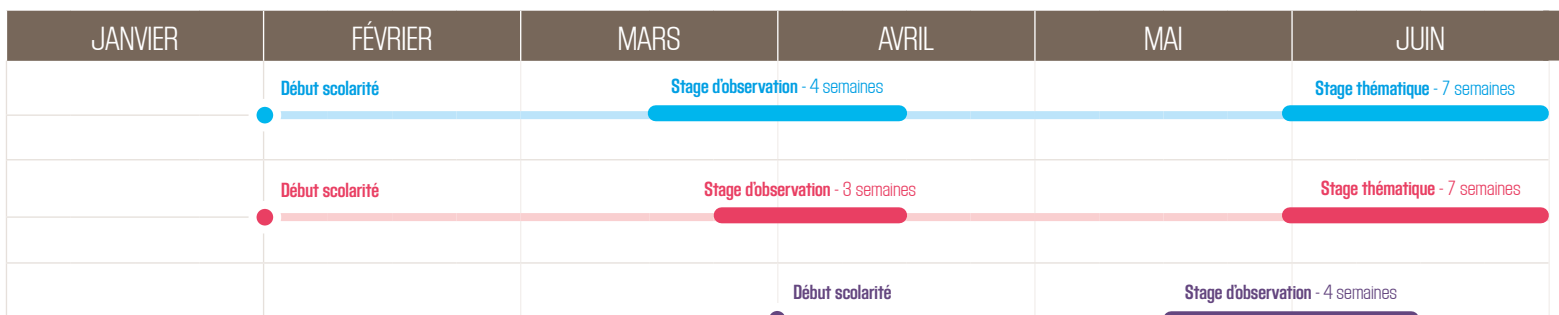 JANVIER FÉVRIER MARS AVRIL MAI JUIN
Début scolarité Stage d'observation - 4 semaines Stage thématique - 7 semaines
Début scolarité Stage d'observation - 3 semaines Stage thématique - 7 semaines
Début scolarité Stage d'observation - 4 semaines